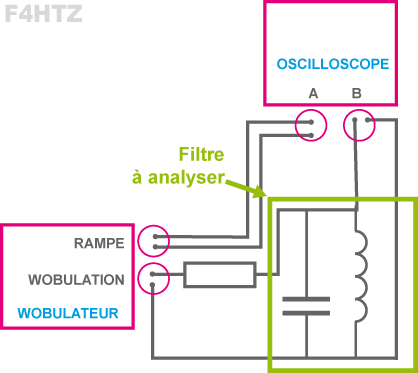 F4HTZ
OSCILLOSCOPE
A B
Filtre
à analyser
RAMPE
WOBULATION
WOBULATEUR